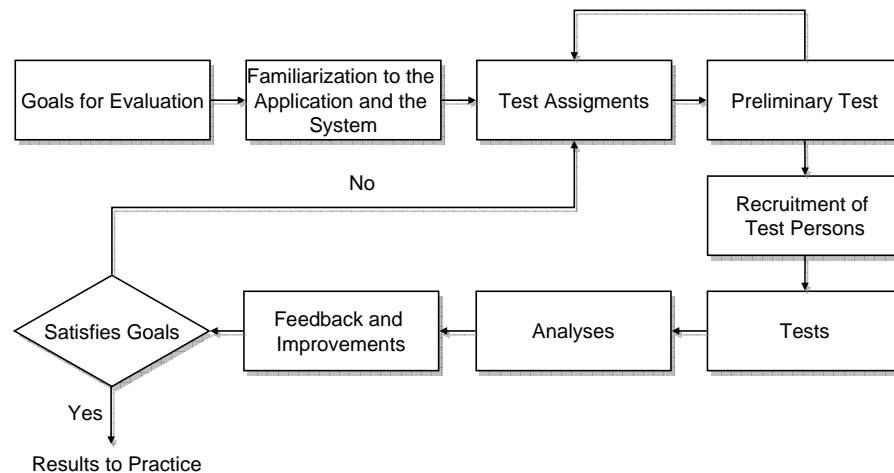 Goals for Evaluation
Familiarization to the
Application and the
System
Test Assigments
Preliminary Test
No
Recruitment of
Test Persons
Satisfies Goals
Feedback and
Improvements
Analyses
Tests
Yes
Results to Practice